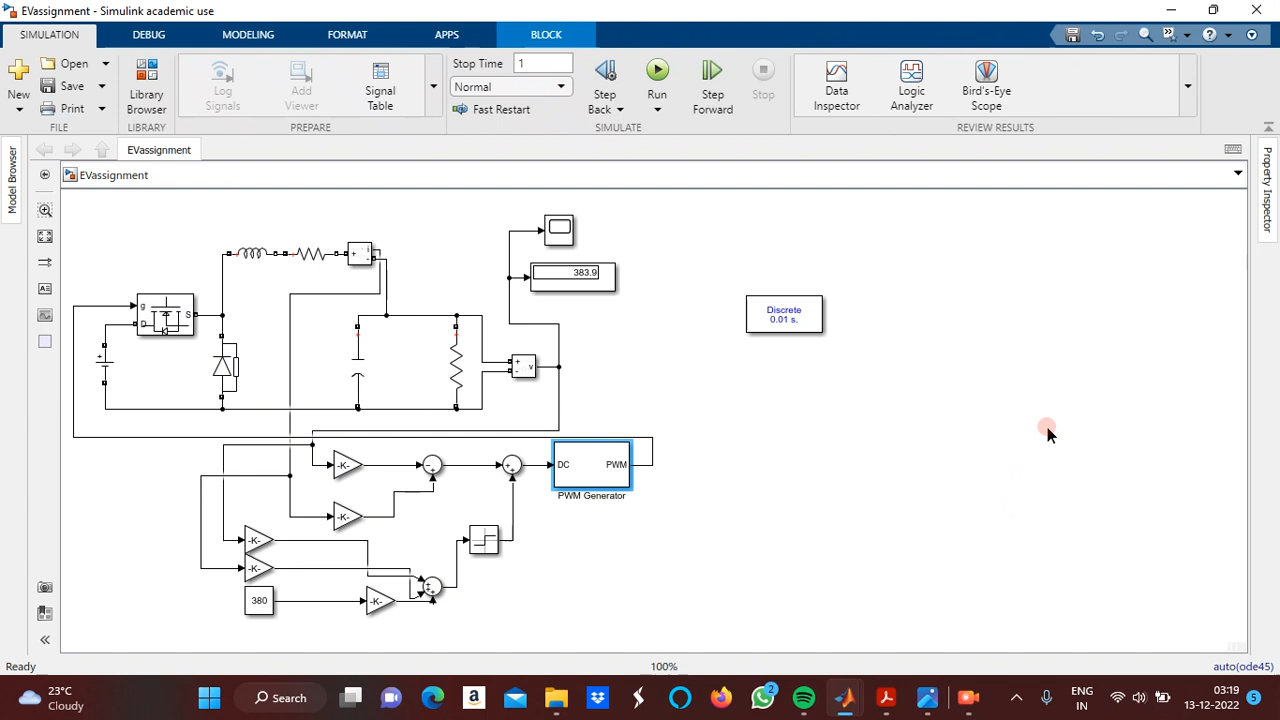 EVassignment - Simulink academic use
SIMULATION
DEBUG
MODELING
FORMAT
APPS
BLOCK
New
Open
Save
Print
FILE
Library
Browser
LIBRARY
Log
Signals
Add
Viewer
Signal
Table
PREPARE
Stop Time
1
Normal
Fast Restart
Step
Back
Run
Step
Forward
Stop
SIMULATE
Data
Inspector
Logic
Analyzer
Bird's-Eye
Scope
REVIEW RESULTS
Model Browser
EVassignment
EVassignment
Property Inspector
383.9
Discrete
0.01 s.
g
D
S
+
i
+
-
+
-
v
-K-
-K-
DC
PWM
PWM Generator
-K-
-K-
380
-K-
Ready
100%
auto(ode45)
23°C
Cloudy
Search
2
ENG
IN
03:19
13-12-2022
5